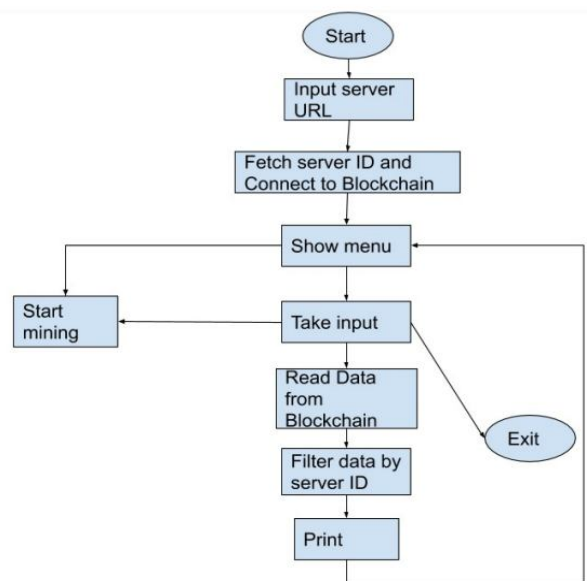 Start
Input server
URL
Fetch server ID and
Connect to Blockchain
Show menu
Start
mining
Take input
Read Data
from
Blockchain
Exit
Filter data by
server ID
Print